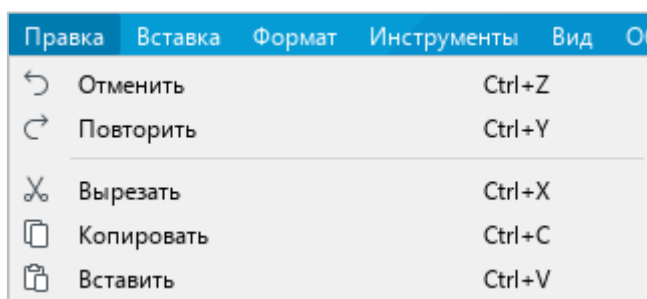 Правка Вставка Формат Инструменты Вид
Отменить Ctrl+Z
Повторить Ctrl+Y
Вырезать Ctrl+X
Копировать Ctrl+C
Вставить Ctrl+V